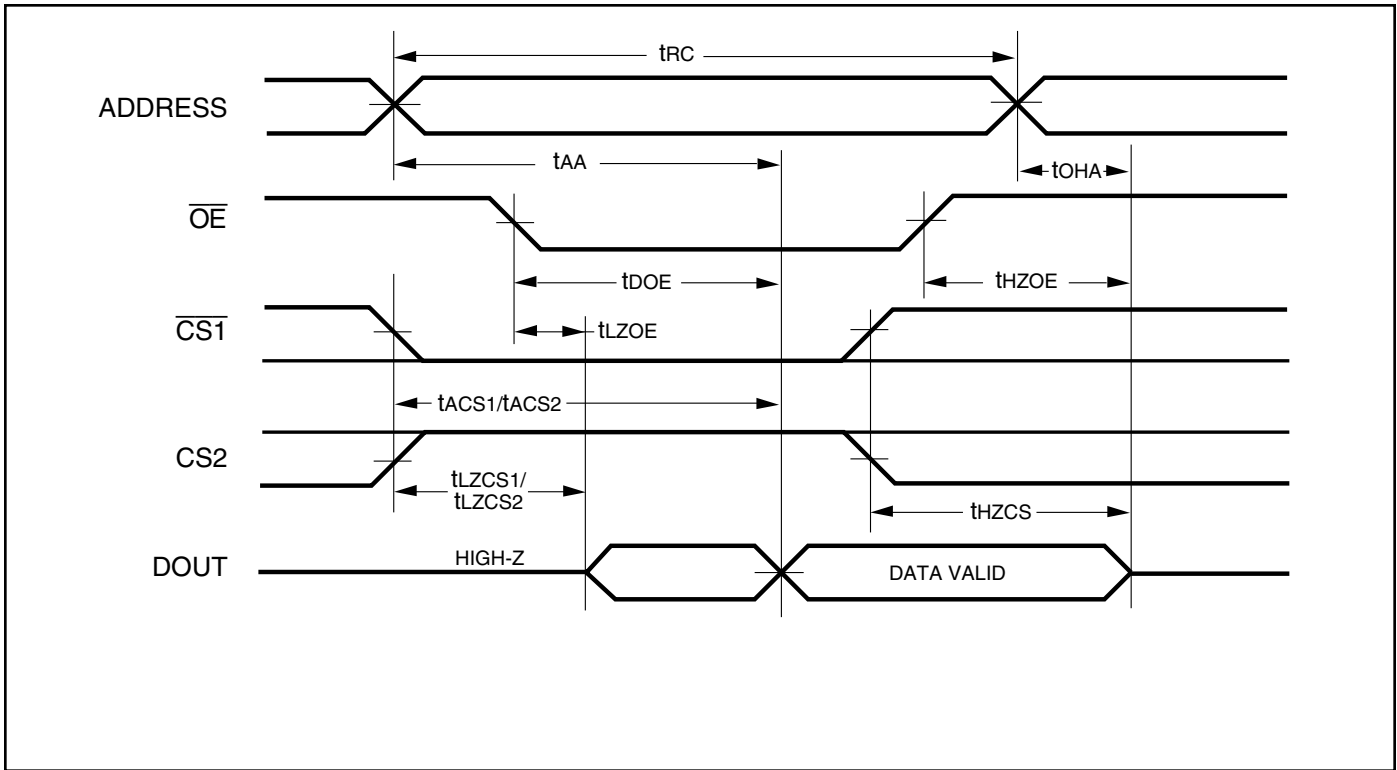 tRC
ADDRESS
tAA
tOHA
OE
tDOE
tHZOE
CS1
tLZOE
tACS1/tACS2
CS2
tLZCS1/
tLZCS2
tHZCS
DOUT
HIGH-Z
DATA VALID